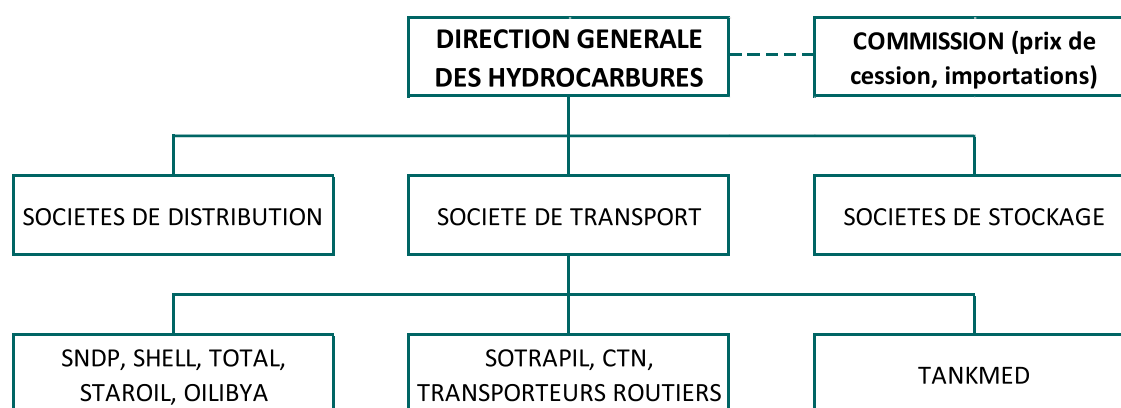 DIRECTION GENERALE
DES HYDROCARBURES
COMMISSION (prix de
cession, importations)
SOCIETES DE DISTRIBUTION
SOCIETE DE TRANSPORT
SOCIETES DE STOCKAGE
SNDP, SHELL, TOTAL,
STAROIL, OILIBYA
SOTRAPIL, CTN,
TRANSPORTEURS ROUTIERS
TANKMED